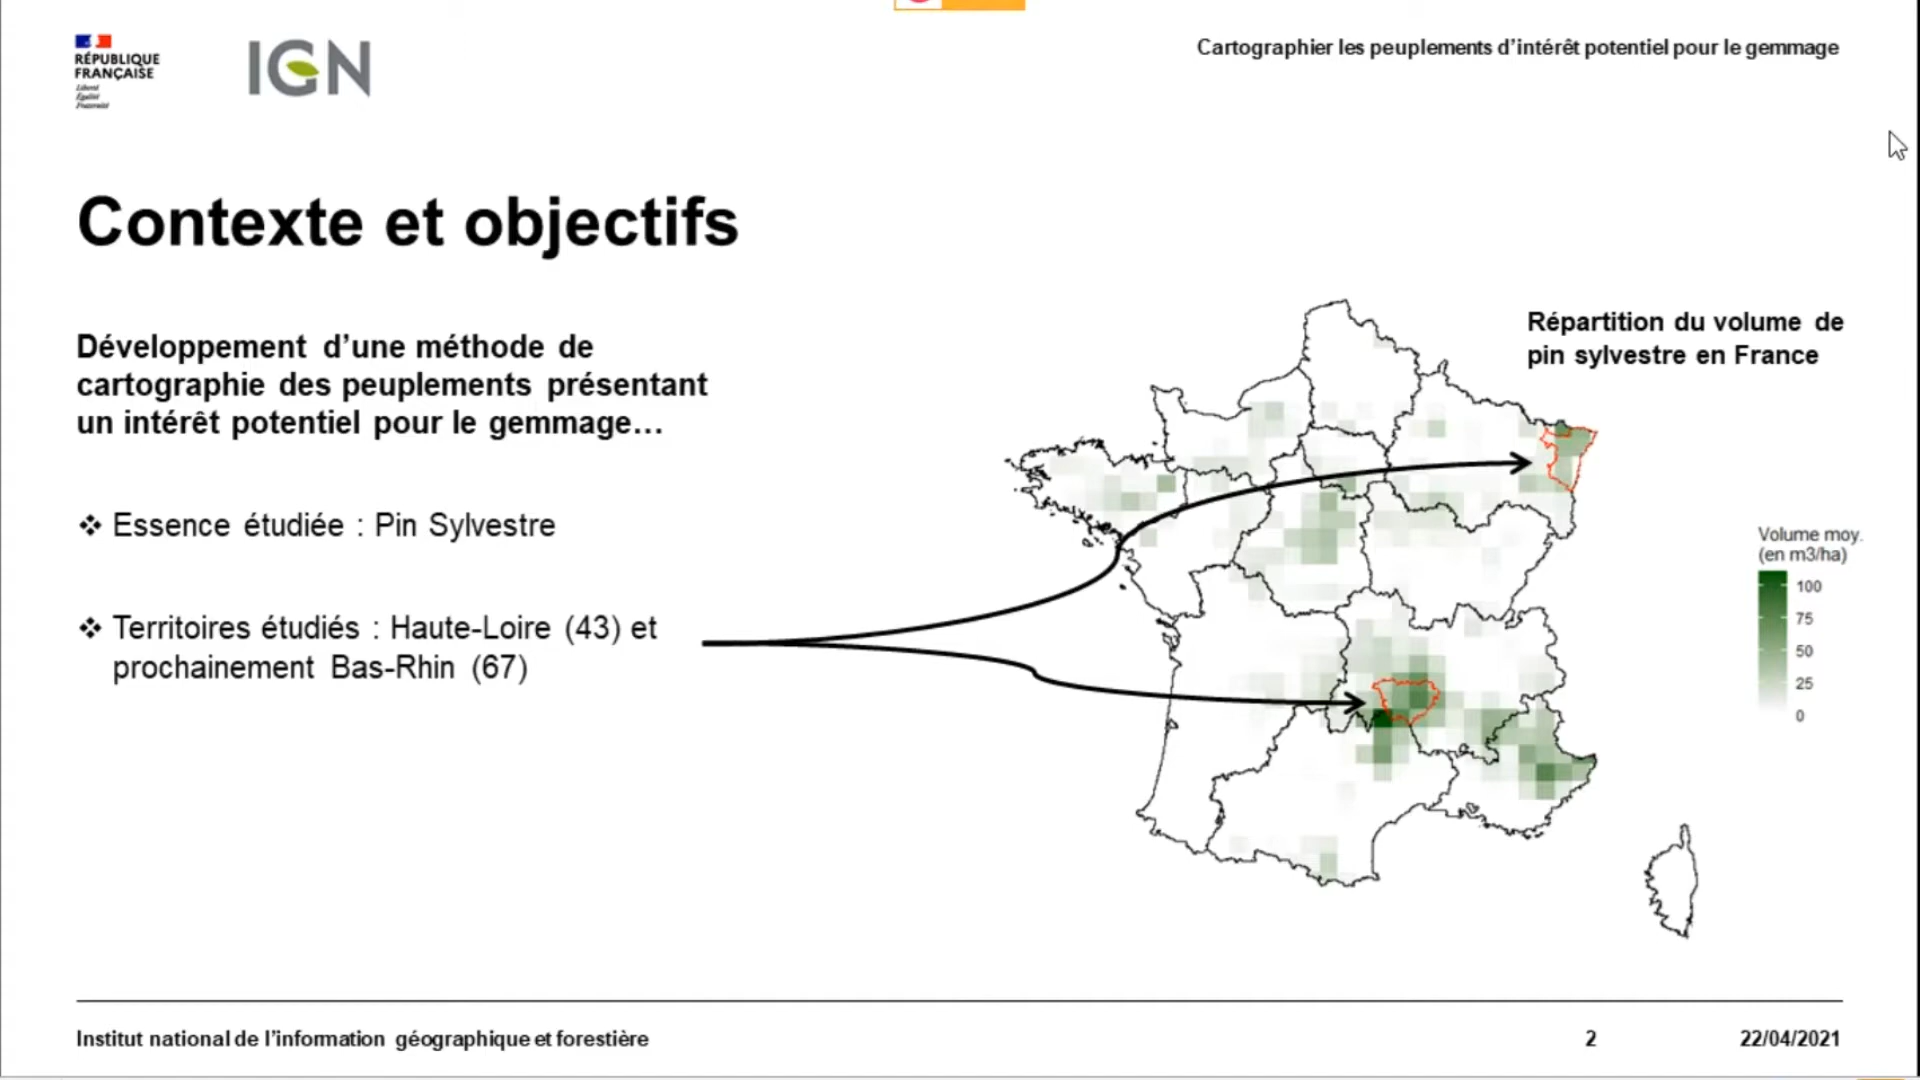 RÉPUBLIQUE
FRANÇAISE
Liberté
Égalité
Fraternité
IGN
Cartographier les peuplements d'intérêt potentiel pour le gemmage
Contexte et objectifs
Développement d'une méthode de
cartographie des peuplements présentant
un intérêt potentiel pour le gemmage…
❖ Essence étudiée : Pin Sylvestre
❖ Territoires étudiés : Haute-Loire (43) et
prochainement Bas-Rhin (67)
Répartition du volume de
pin sylvestre en France
Volume moy.
(en m3/ha)
100
75
50
25
0
Institut national de l'information géographique et forestière
2
22/04/2021